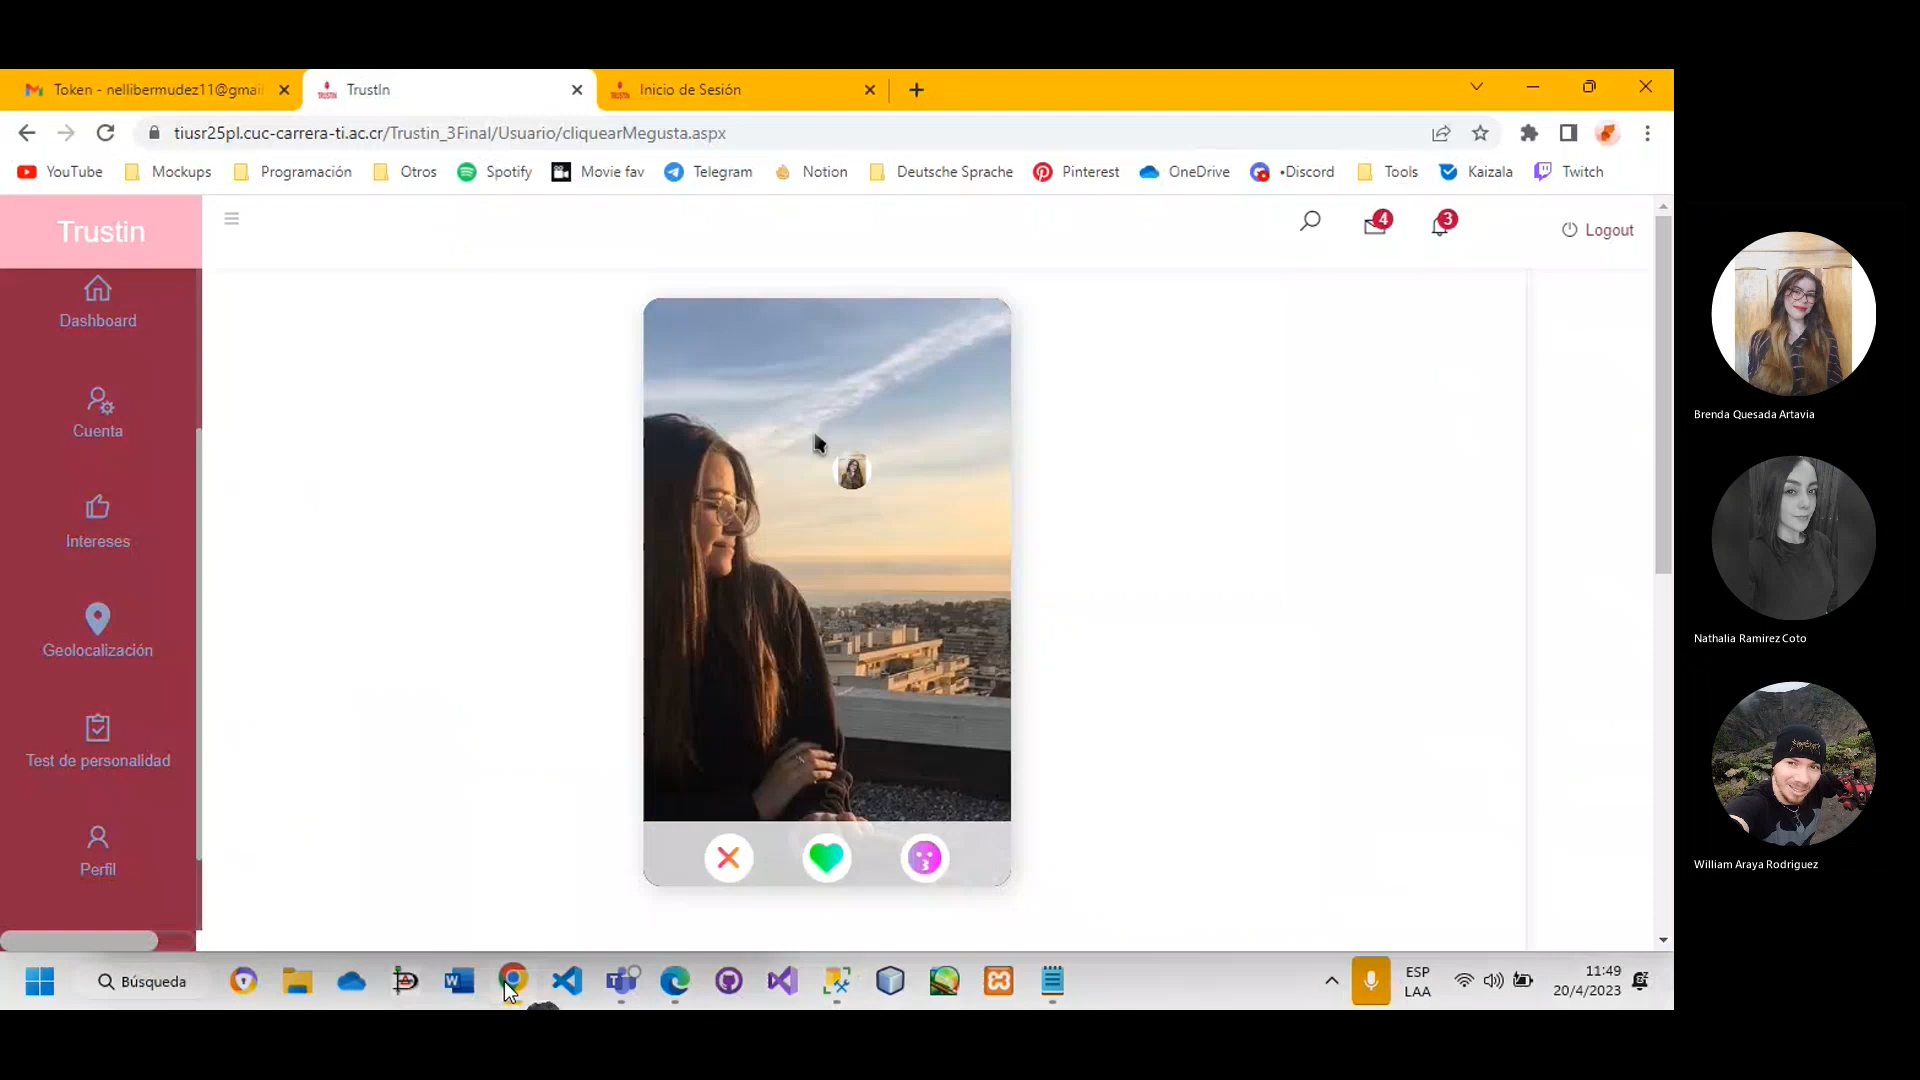 Token - nellibermudez11@gmai
TrustIn
Inicio de Sesión
tiusr25pl.cuc-carrera-ti.ac.cr/Trustin_3Final/Usuario/cliquearMegusta.aspx
YouTube
Mockups
Programación
Otros
Spotify
Movie fav
Telegram
Notion
Deutsche Sprache
Pinterest
OneDrive
•Discord
Tools
Kaizala
Twitch
Trustin
4
3
Logout
Dashboard
Cuenta
Intereses
Geolocalización
Test de personalidad
Perfil
Brenda Quesada Artavia
Nathalia Ramirez Coto
William Araya Rodriguez
Búsqueda
ESP
LAA
11:49
20/4/2023